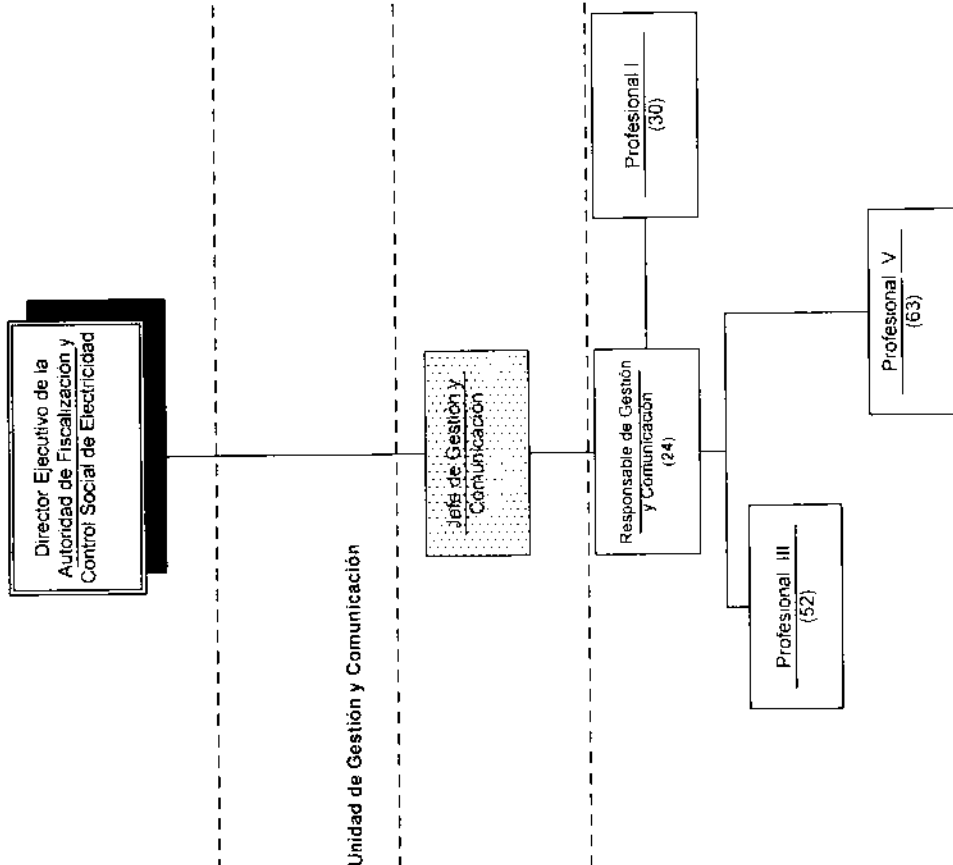 Director Ejecutivo de la
Autoridad de Fiscalización y
Control Social de Electricidad
Unidad de Gestión y Comunicación
Jefe de Gestión y
Comunicación
Responsable de Gestión
y Comunicación
(24)
Profesional I
(30)
Profesional III
(52)
Profesional V
(63)